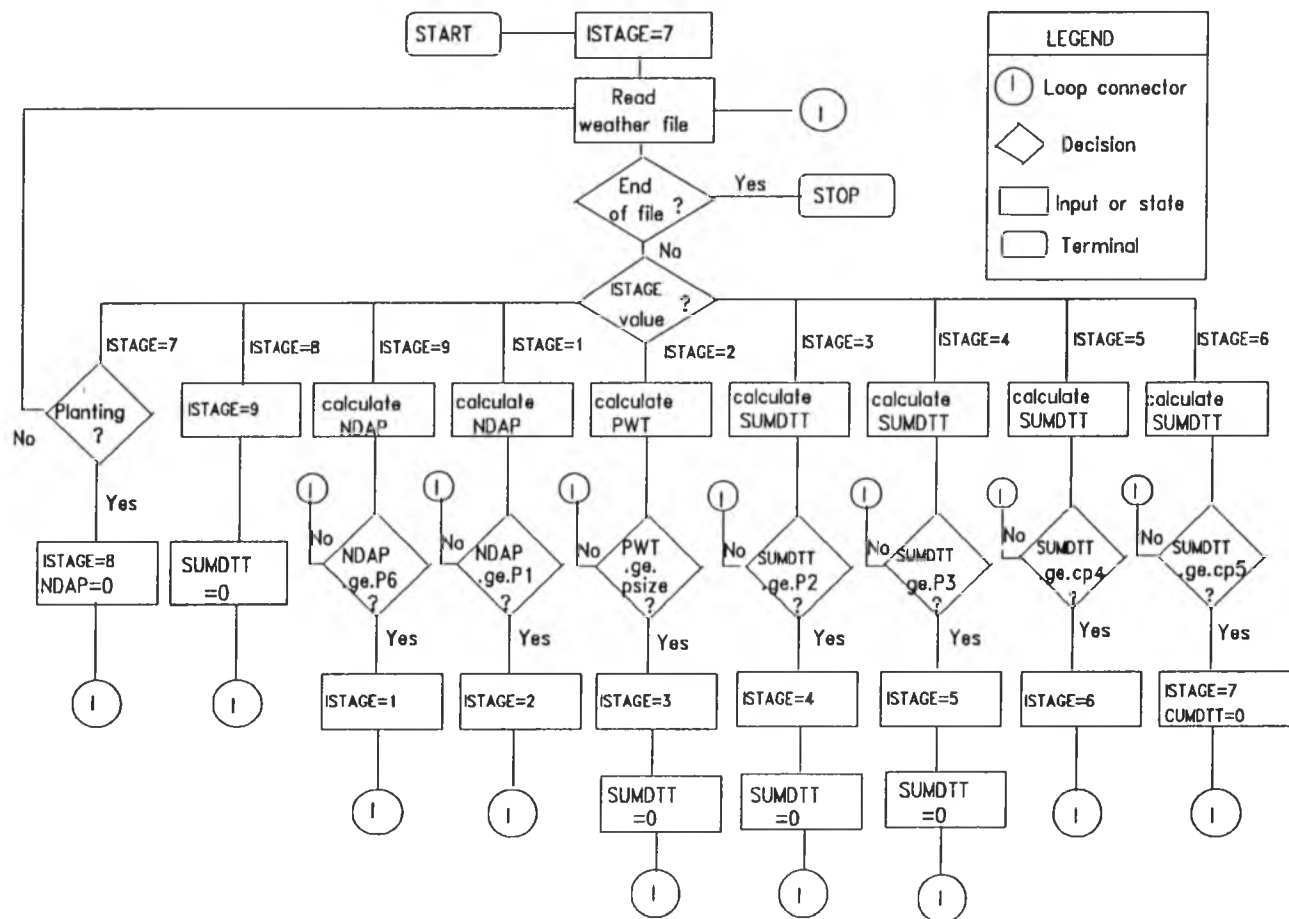 START
ISTAGE=7
LEGEND
I
Loop connector
Decision
Input or state
Terminal
Read
weather file
I
End
of file ?
Yes
STOP
No
ISTAGE
value ?
ISTAGE=7
ISTAGE=8
ISTAGE=9
ISTAGE=1
ISTAGE=2
ISTAGE=3
ISTAGE=4
ISTAGE=5
ISTAGE=6
Planting
?
No
Yes
ISTAGE=8
NDAP=0
I
ISTAGE=9
SUMDTT
=0
I
calculate
NDAP
I
No
NDAP
.ge.P6
?
Yes
ISTAGE=1
I
calculate
NDAP
I
No
NDAP
.ge.P1
?
Yes
ISTAGE=2
I
calculate
PWT
I
No
PWT
.ge.
psize
?
Yes
ISTAGE=3
SUMDTT
=0
I
calculate
SUMDTT
I
No
SUMDTT
.ge.P2
?
Yes
ISTAGE=4
SUMDTT
=0
I
calculate
SUMDTT
I
No
SUMDTT
ge.P3
?
Yes
ISTAGE=5
SUMDTT
=0
I
calculate
SUMDTT
I
No
SUMDTT
.ge.cp4
?
Yes
ISTAGE=6
I
calculate
SUMDTT
I
No
SUMDTT
.ge.cp5
?
Yes
ISTAGE=7
CUMDTT=0
I